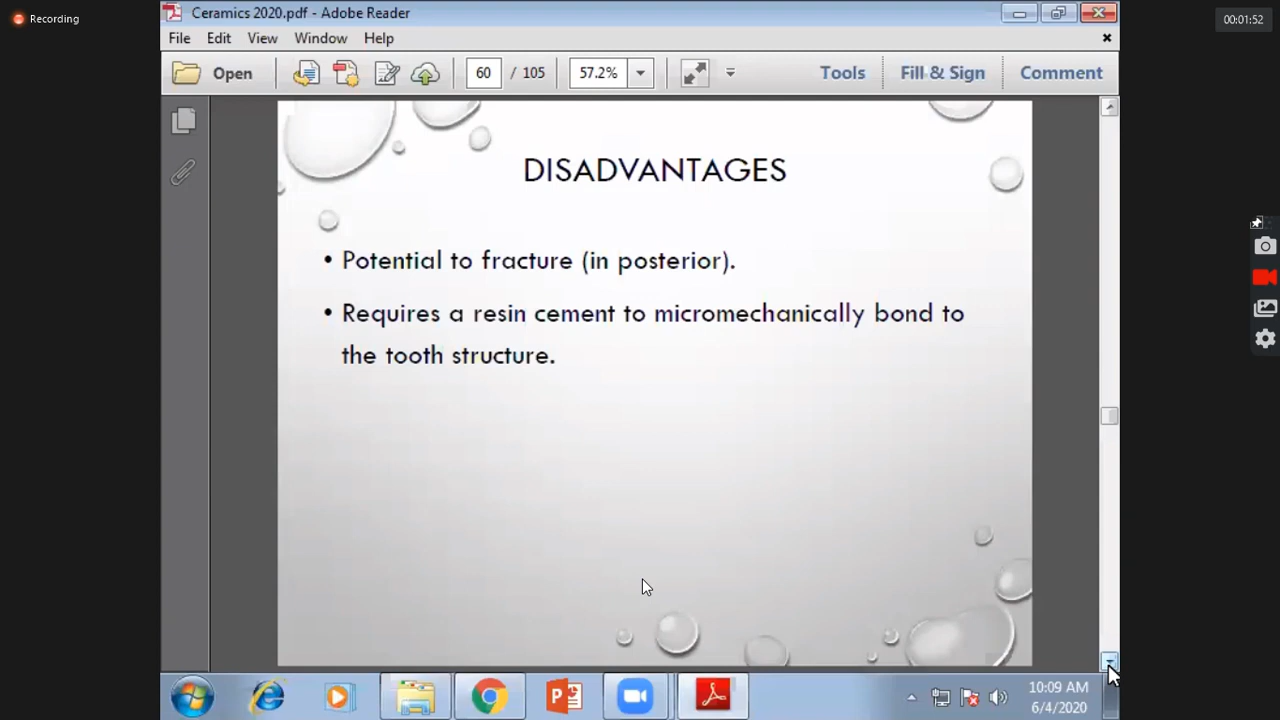 Recording
Ceramics 2020.pdf - Adobe Reader
00:01:52
File Edit View Window Help
Open 60 / 105 57.2% Tools Fill & Sign Comment
DISADVANTAGES
• Potential to fracture (in posterior).
• Requires a resin cement to micromechanically bond to
the tooth structure.
10:09 AM
6/4/2020